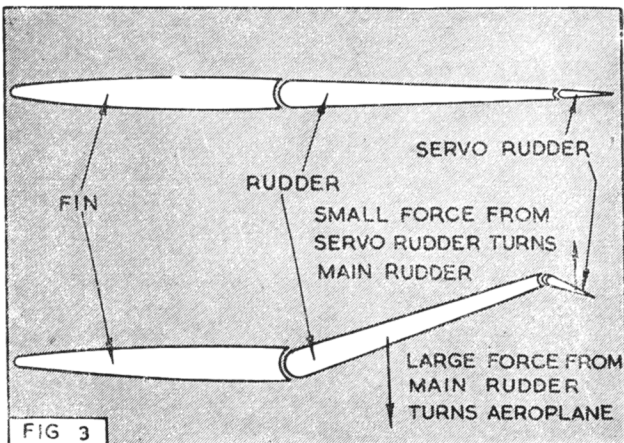 SERVO RUDDER
FIN
RUDDER
SMALL FORCE FROM
SERVO RUDDER TURNS
MAIN RUDDER
LARGE FORCE FROM
MAIN RUDDER
TURNS AEROPLANE
FIG 3